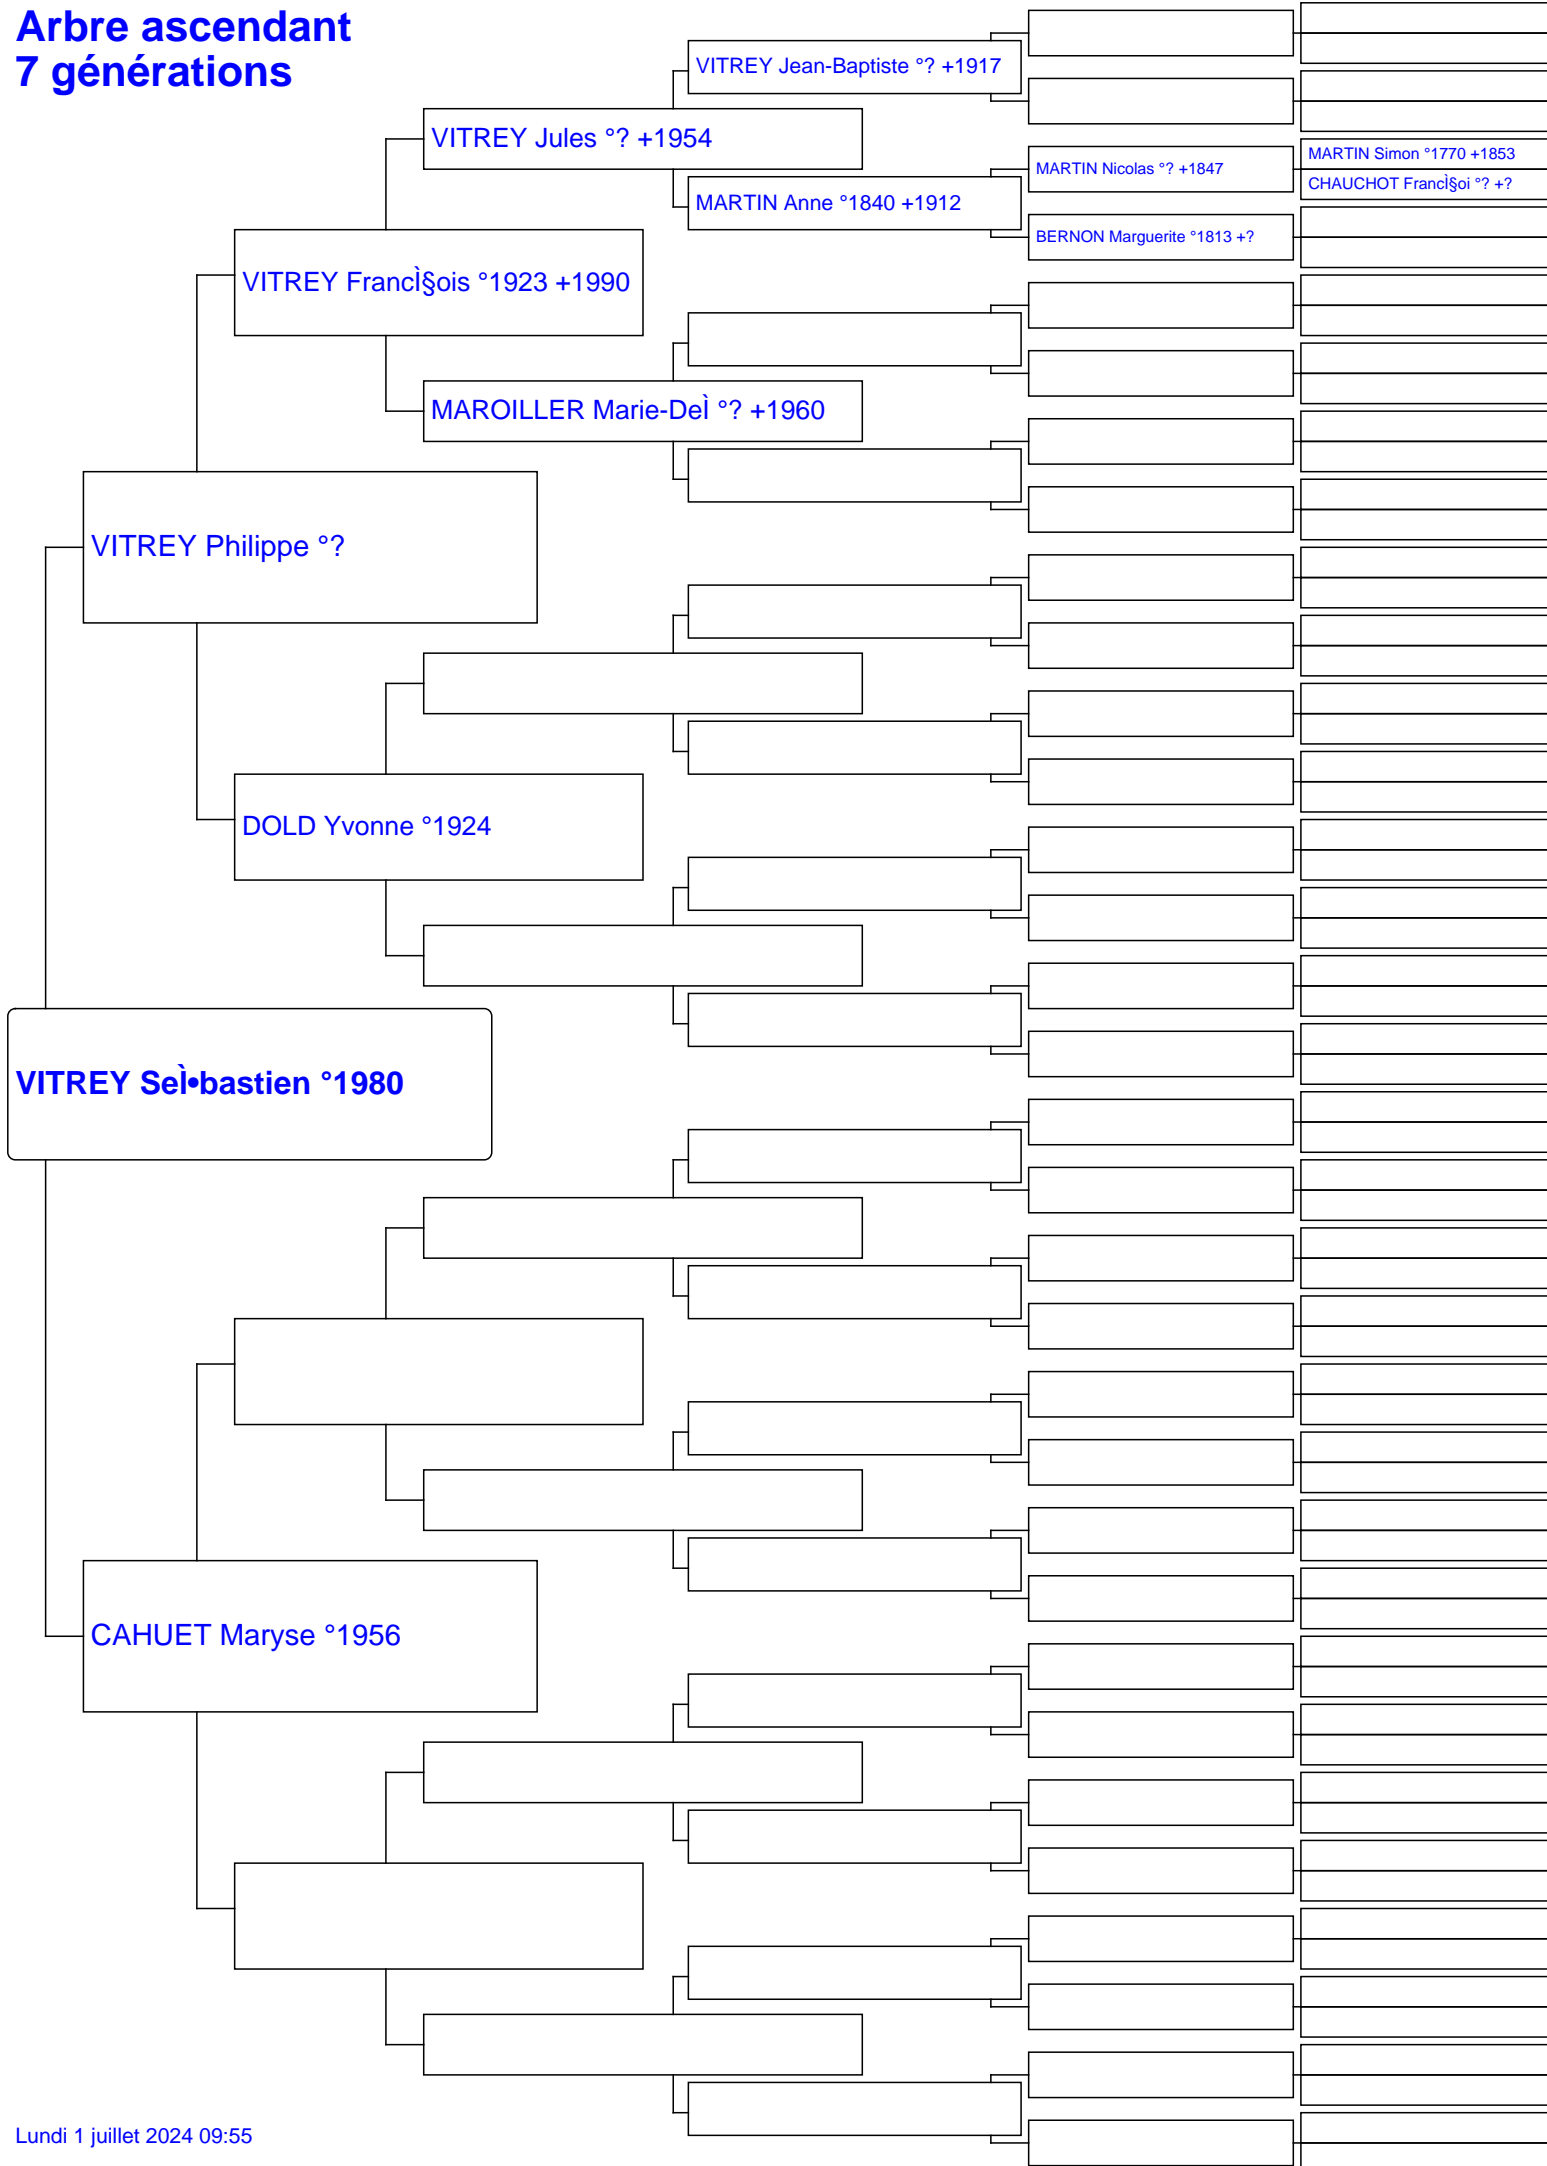 Arbre ascendant
7 générations
VITREY Jean-Baptiste °? +1917
VITREY Jules °? +1954
MARTIN Simon °1770 +1853
MARTIN Nicolas °? +1847
CHAUCHOT FrancÌ§oi °? +?
MARTIN Anne °1840 +1912
BERNON Marguerite °1813 +?
VITREY FrancÌ§ois °1923 +1990
MAROILLER Marie-DeÌ °? +1960
VITREY Philippe °?
DOLD Yvonne °1924
VITREY SeÌ•bastien °1980
CAHUET Maryse °1956
Lundi 1 juillet 2024 09:55